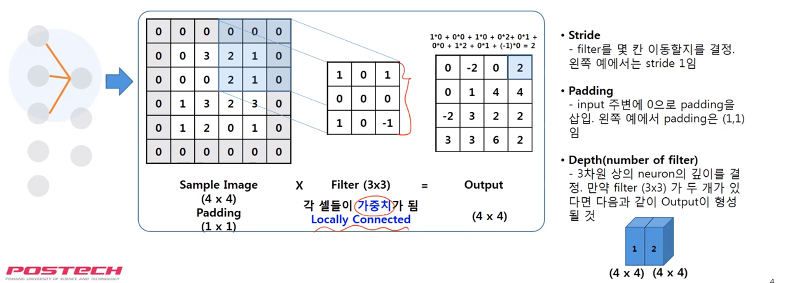 0 0 0 0 0 0
0 0 3 2 1 0
0 0 0 2 1 0
0 1 3 2 3 0
0 1 2 0 1 0
0 0 0 0 0 0
1 0 1
0 0 0
1 0 -1
1*0 + 0*0 + 1*0 + 0*2+ 0*1 +
0*0 + 1*2 + 0*1 + (-1)*0 = 2
0 -2 0 2
0 1 4 4
-2 3 2 2
3 3 6 2
Sample Image X Filter (3x3) = Output
(4 x 4)
Padding
(1 x 1)
각 셀들이 가중치가 됨
Locally Connected
(4 x 4)
• Stride
- filter를 몇 칸 이동할지를 결정.
왼쪽 예에서는 stride 1임
• Padding
- input 주변에 0으로 padding을
삽입. 왼쪽 예에서 padding은 (1,1)
임
• Depth(number of filter)
- 3차원 상의 neuron의 깊이를 결
정. 만약 filter (3x3) 가 두 개가 있
다면 다음과 같이 Output이 형성
될 것
1 2
(4 x 4) (4 x 4)
POSTECH
POHANG UNIVERSITY OF SCIENCE AND TECHNOLOGY
4